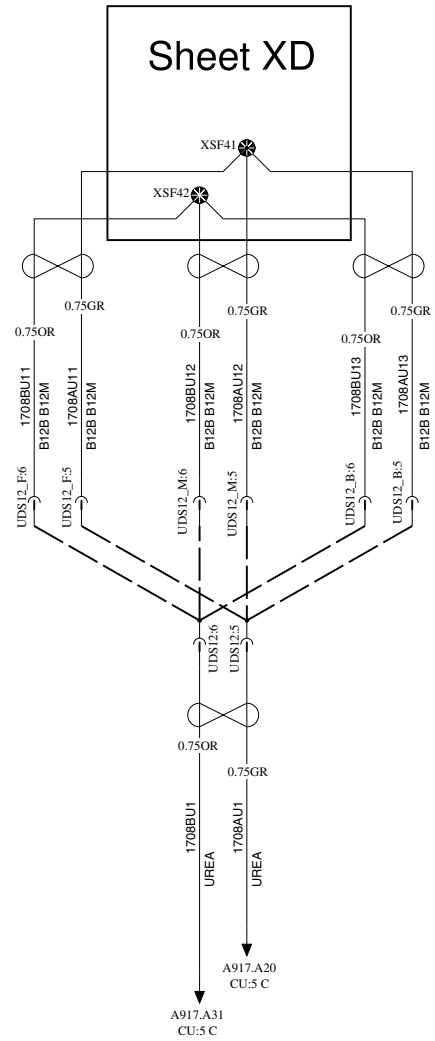 Sheet XD
XSF41
XSF42
0.75OR
0.75GR
0.75OR
0.75GR
0.75OR
0.75GR
1708BU11
B12B B12M
1708AU11
B12B B12M
1708BU12
B12B B12M
1708AU12
B12B B12M
1708BU13
B12B B12M
1708AU13
B12B B12M
UDS12_F:6
UDS12_F:5
UDS12_M:6
UDS12_M:5
UDS12_B:6
UDS12_B:5
UDS12:6
UDS12:5
0.75OR
0.75GR
1708BU1
UREA
1708AU1
UREA
A917.A20
CU:5 C
A917.A31
CU:5 C